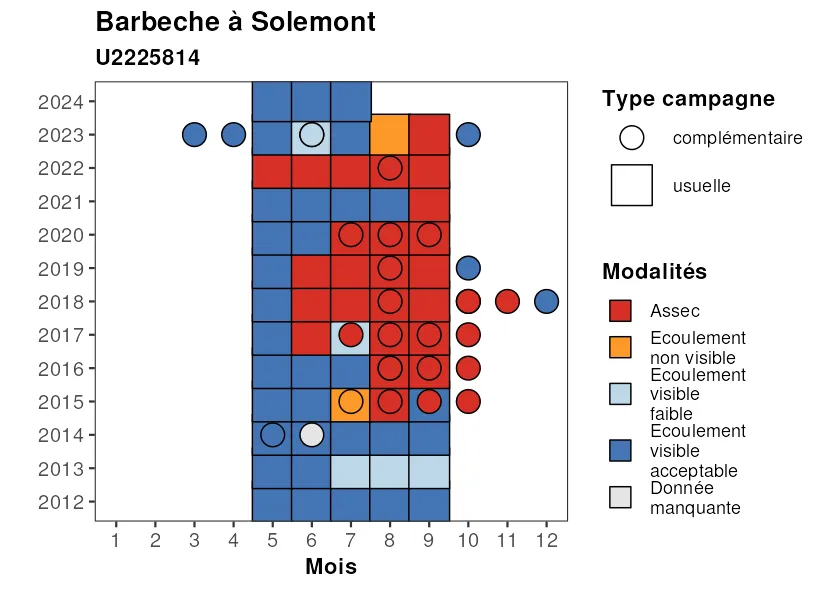 Barbeche à Solemont
U2225814
2024
2023
2022
2021
2020
2019
2018
2017
2016
2015
2014
2013
2012
1 2 3 4 5 6 7 8 9 10 11 12
Mois
Type campagne
complémentaire
usuelle
Modalités
Assec
Ecoulement
non visible
Ecoulement
visible
faible
Ecoulement
visible
acceptable
Donnée
manquante